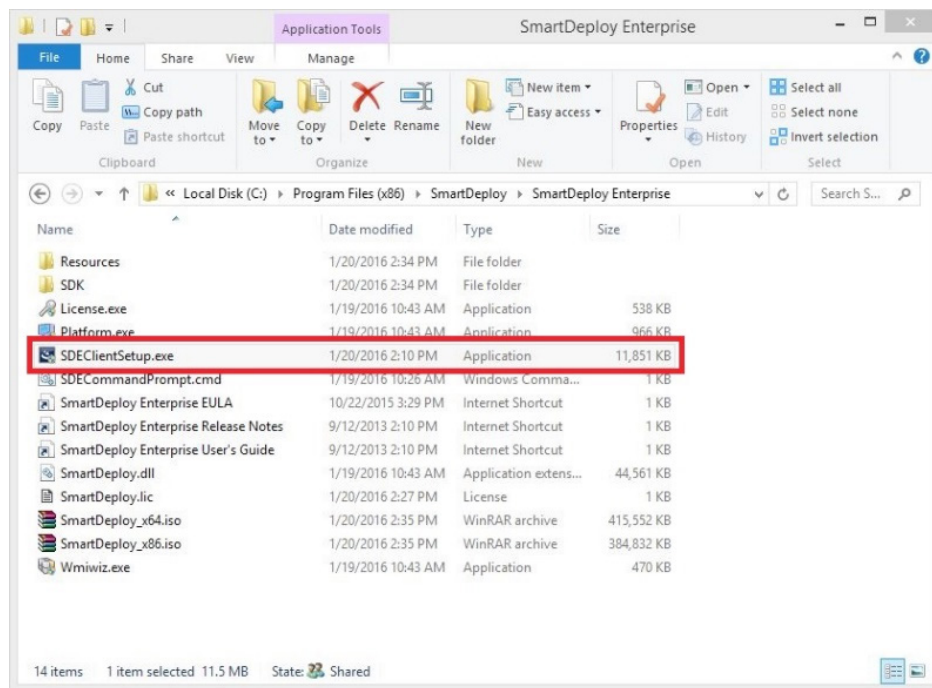 Application Tools SmartDeploy Enterprise
File Home Share View Manage
Copy Paste Cut Copy path Paste shortcut
Move to Copy to Delete Rename
New folder New item Easy access
Properties Open Edit History
Select all Select none Invert selection
Clipboard Organize New Open Select
« Local Disk (C:) Program Files (x86) SmartDeploy SmartDeploy Enterprise Search S...
Name Date modified Type Size
Resources 1/20/2016 2:34 PM File folder
SDK 1/20/2016 2:34 PM File folder
License.exe 1/19/2016 10:43 AM Application 538 KB
Platform.exe 1/19/2016 10:43 AM Application 966 KB
SDEClientSetup.exe 1/20/2016 2:10 PM Application 11,851 KB
SDECommandPrompt.cmd 1/19/2016 10:26 AM Windows Comma... 1 KB
SmartDeploy Enterprise EULA 10/22/2015 3:29 PM Internet Shortcut 1 KB
SmartDeploy Enterprise Release Notes 9/12/2013 2:10 PM Internet Shortcut 1 KB
SmartDeploy Enterprise User's Guide 9/12/2013 2:10 PM Internet Shortcut 1 KB
SmartDeploy.dll 1/19/2016 10:43 AM Application extens... 44,561 KB
SmartDeploy.lic 1/20/2016 2:27 PM License 1 KB
SmartDeploy_x64.iso 1/20/2016 2:35 PM WinRAR archive 415,552 KB
SmartDeploy_x86.iso 1/20/2016 2:35 PM WinRAR archive 384,832 KB
Wmiwiz.exe 1/19/2016 10:43 AM Application 470 KB
14 items 1 item selected 11.5 MB State: Shared